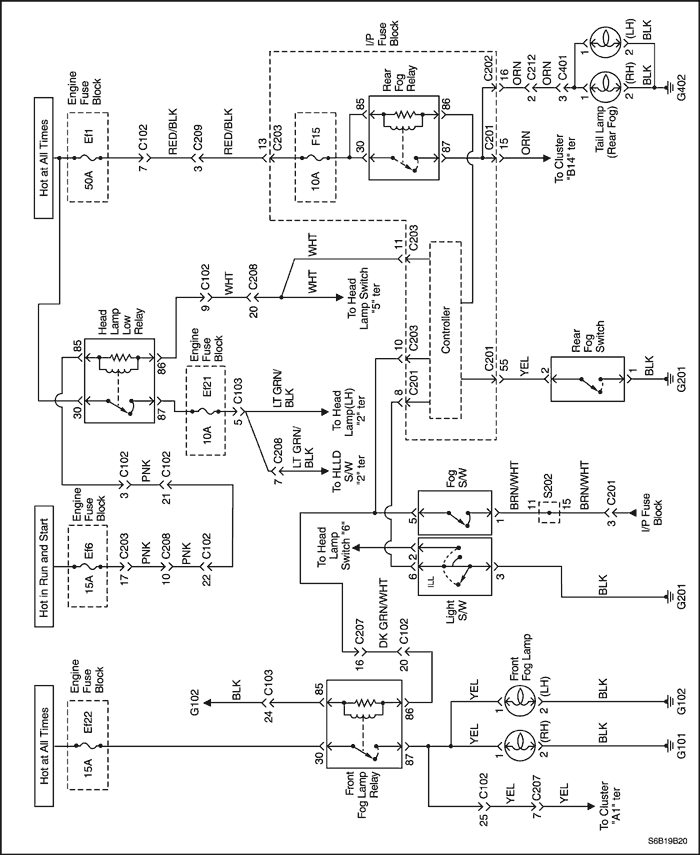 Hot at All Times
Hot in Run and Start
Hot at All Times
Engine
Fuse
Block
Ef22
15A
Engine
Fuse
Block
Ef6
15A
Engine
Fuse
Block
Ef1
50A
17
C203
PNK
10
C208
PNK
22
C102
3
C102
PNK
21
C102
Head
Lamp
Low
Relay
85
30
86
87
7
C102
RED/BLK
3
C209
RED/BLK
13
C203
I/P
Fuse
Block
F15
10A
Rear
Fog
Relay
85
30
86
87
C202
16
ORN
C212
2
ORN
C401
3
1
2
(LH)
BLK
1
2
(RH)
BLK
Tail Lamp
(Rear Fog)
G402
C201
15
ORN
To Cluster
"B14" ter
9
C102
WHT
20
C208
WHT
WHT
To Head
Lamp Switch
"5" ter
11
C203
10
C203
8
C201
Controller
C201
55
YEL
2
Rear
Fog
Switch
1
BLK
G201
Engine
Fuse
Block
Ef21
10A
C103
5
LT GRN/
BLK
To Head
Lamp(LH)
"2" ter
7
C208
LT GRN/
BLK
To HLLD
S/W
"2" ter
5
Fog
S/W
1
BRN/WHT
11
S202
15
BRN/WHT
3
C201
I/P Fuse
Block
To Head
Lamp
Switch "6"
2
6
ILL
Light
S/W
3
BLK
G201
16
C207
DK GRN/WHT
20
C102
G102
BLK
24
C103
85
30
86
87
Front
Fog Lamp
Relay
YEL
1
Front
Fog Lamp
2
(LH)
BLK
G102
YEL
1
2
(RH)
BLK
G101
25
C102
YEL
7
C207
YEL
To Cluster
"A1" ter
S6B19B20